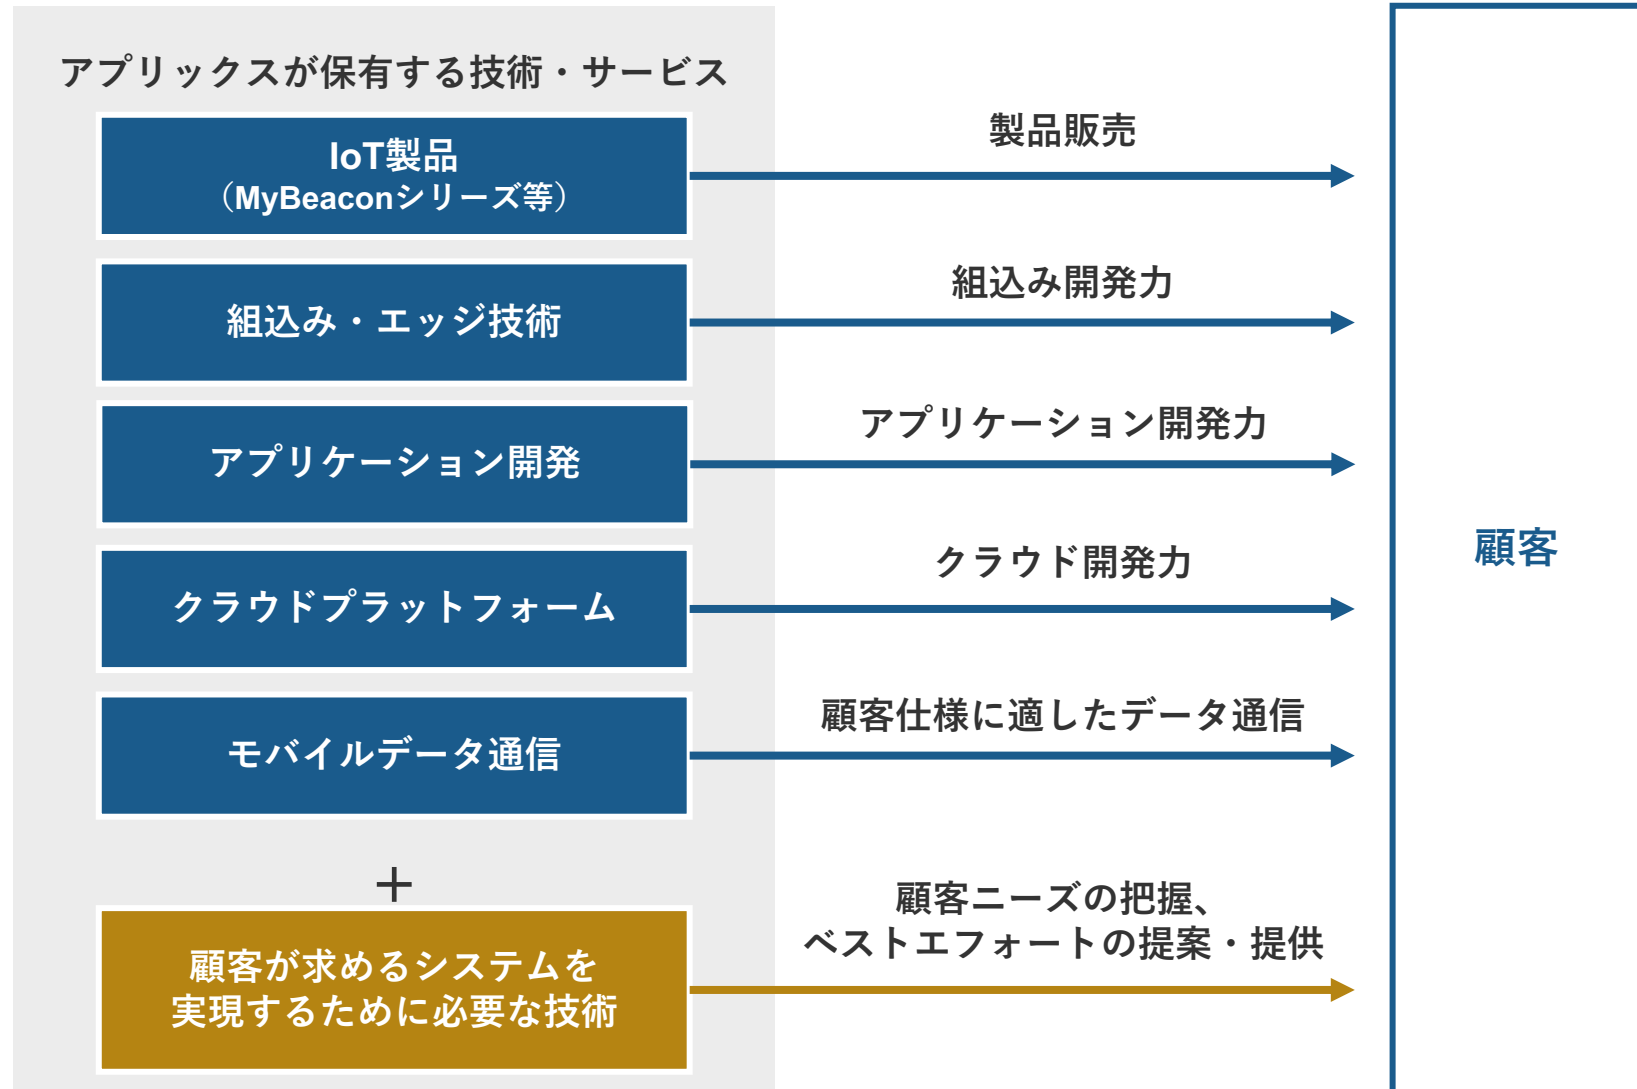 アプリックスが保有する技術・サービス
IoT製品
（MyBeaconシリーズ等）
製品販売
組込み・エッジ技術
組込み開発力
アプリケーション開発
アプリケーション開発力
クラウドプラットフォーム
クラウド開発力
モバイルデータ通信
顧客仕様に適したデータ通信
＋
顧客が求めるシステムを
実現するために必要な技術
顧客ニーズの把握、
ベストエフォートの提案・提供
顧客